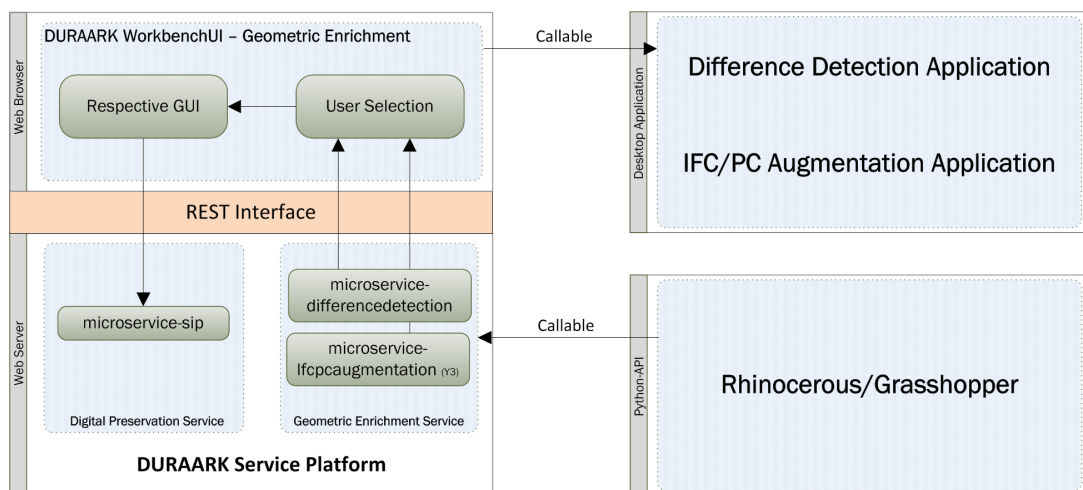 Web Browser
DURAARK WorkbenchUI – Geometric Enrichment
Respective GUI
User Selection
Callable
Desktop Application
Difference Detection Application
IFC/PC Augmentation Application
REST Interface
Web Server
microservice-sip
Digital Preservation Service
microservice-
differencedetection
microservice-
Ifcpcaugmentation (Y3)
Geometric Enrichment Service
DURAARK Service Platform
Callable
Python-API
Rhinocerous/Grasshopper